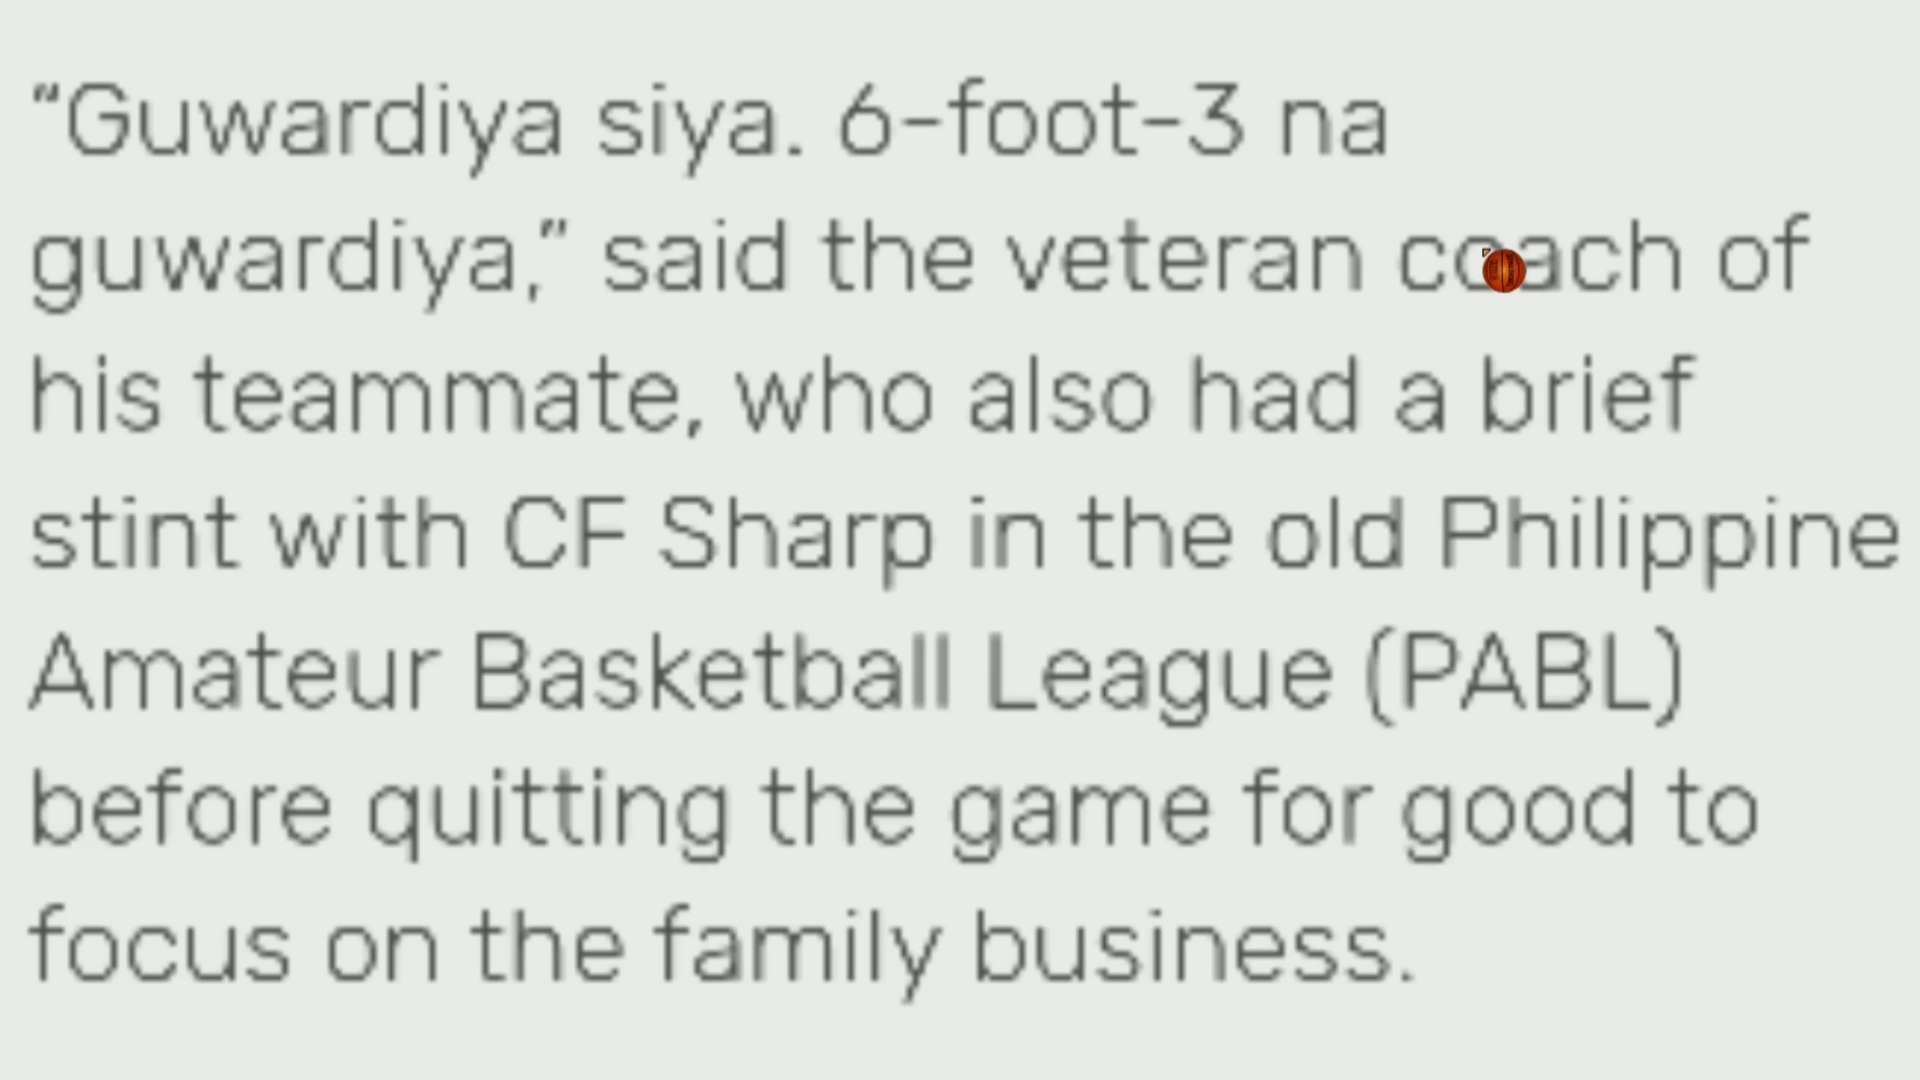 “Guwardiya siya. 6-foot-3 na
guwardiya,” said the veteran coach of
his teammate, who also had a brief
stint with CF Sharp in the old Philippine
Amateur Basketball League (PABL)
before quitting the game for good to
focus on the family business.